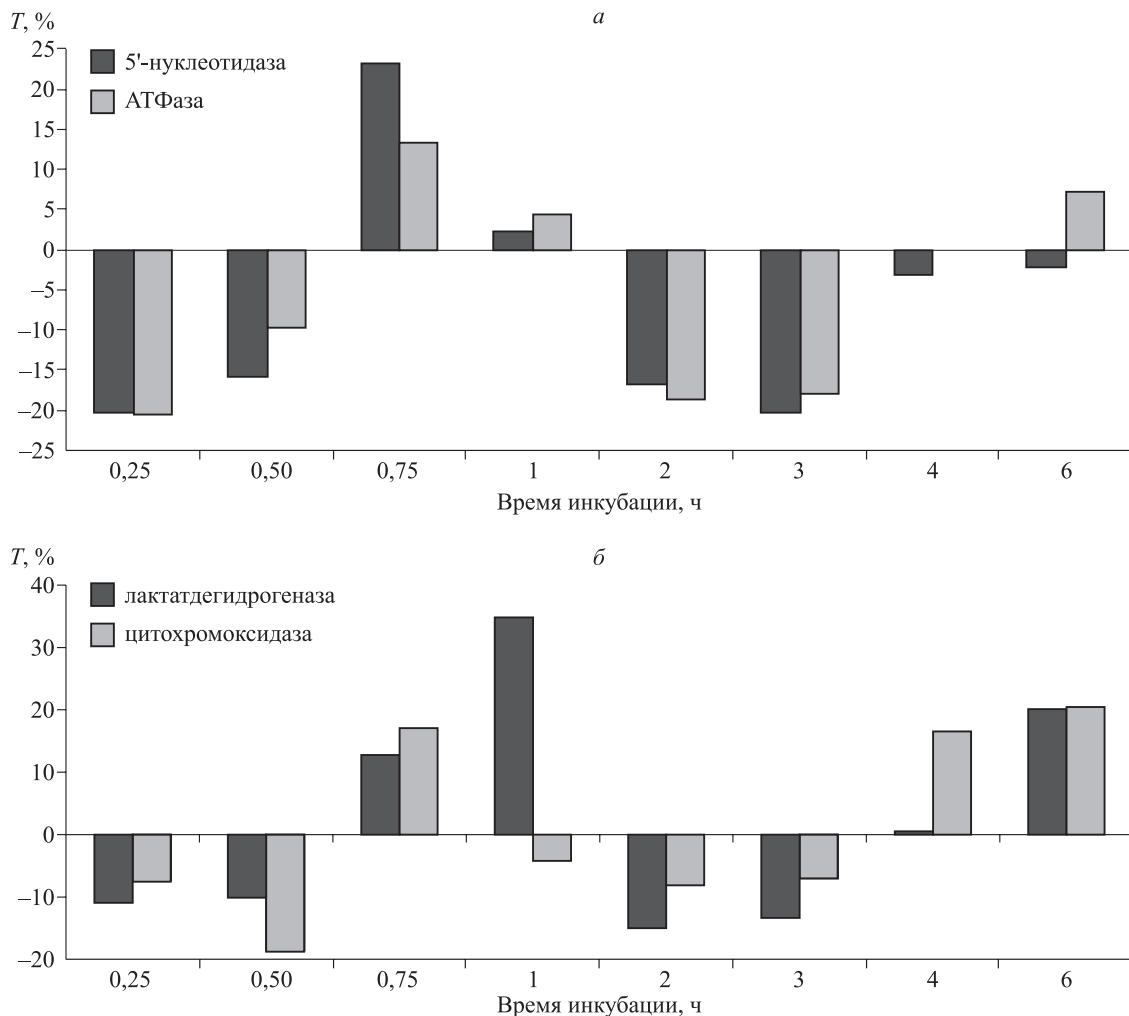 T, %
а
25
20
15
10
5
0
–5
–10
–15
–20
–25
5'-нуклеотидаза
АТФаза
0,25 0,50 0,75 1 2 3 4 6
Время инкубации, ч
T, %
б
40
30
20
10
0
–10
–20
лактатдегидрогеназа
цитохромоксидаза
0,25 0,50 0,75 1 2 3 4 6
Время инкубации, ч